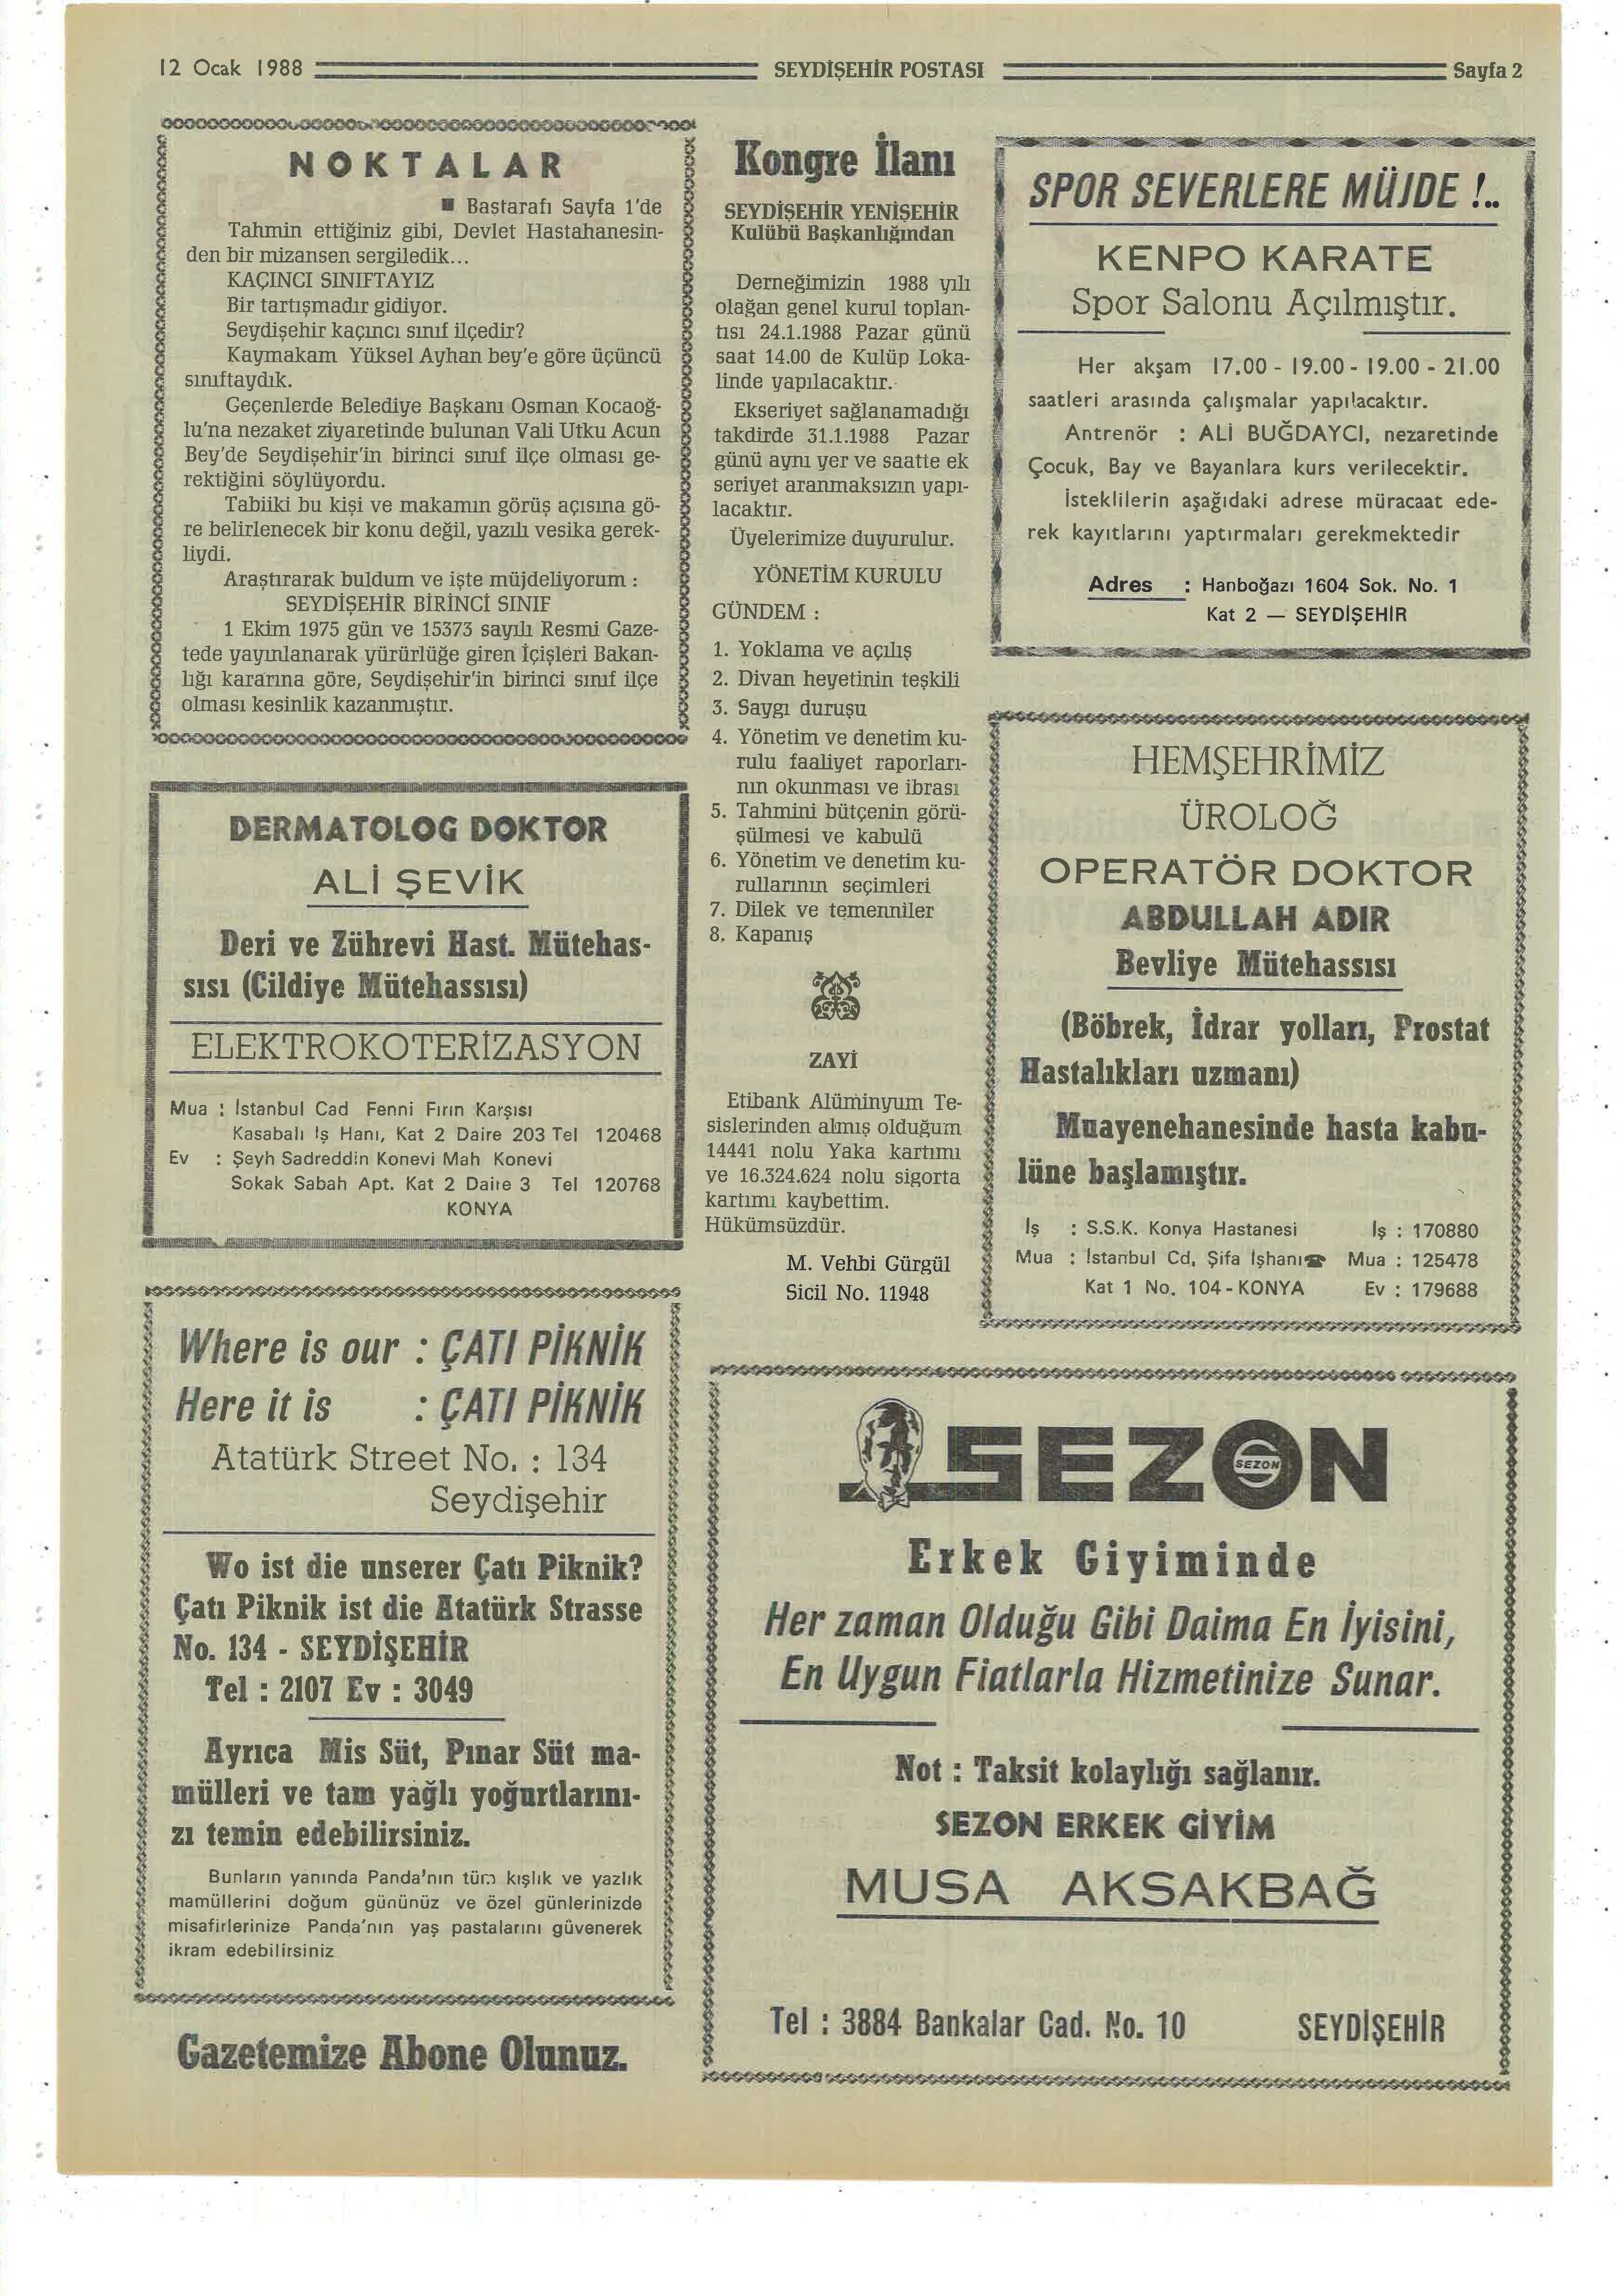 12 Ocak 1988
SEYDİŞEHİR POSTASI
Sayfa 2
NOKTALAR
■ Baştarafı Sayfa 1'de
Tahmin ettiğiniz gibi, Devlet Hastahanesin-
den bir mizansen sergiledik...
KAÇINCI SINIFTAYIZ
Bir tartışmadır gidiyor.
Seydişehir kaçıncı sınıf ilçedir?
Kaymakam Yüksel Ayhan bey'e göre üçüncü
sınıftaydık.
Geçenlerde Belediye Başkanı Osman Kocaoğ-
lu'na nezaket ziyaretinde bulunan Vali Utku Acun
Bey'de Seydişehir'in birinci sınıf ilçe olması ge-
rektiğini söylüyordu.
Tabiiki bu kişi ve makamın görüş açısına gö-
re belirlenecek bir konu değil, yazılı vesika gerek-
liydi.
Araştırarak buldum ve işte müjdeliyorum :
SEYDİŞEHİR BİRİNCİ SINIF
1 Ekim 1975 gün ve 15373 sayılı Resmi Gaze-
tede yayınlanarak yürürlüğe giren İçişleri Bakan-
lığı kararına göre, Seydişehir'in birinci sınıf ilçe
olması kesinlik kazanmıştır.
DERMATOLOG DOKTOR
ALİ ŞEVİK
Deri ve Zührevi Hast. Mütehas-
sısı (Cildiye Mütehassısı)
ELEKTROKOTERİZASYON
Mua : İstanbul Cad Fenni Fırın Karşısı
Kasabalı İş Hanı, Kat 2 Daire 203 Tel 120468
Ev : Şeyh Sadreddin Konevi Mah Konevi
Sokak Sabah Apt. Kat 2 Daire 3 Tel 120768
KONYA
Where is our : ÇATI PİKNİK
Here it is : ÇATI PİKNİK
Atatürk Street No. : 134
Seydişehir
Wo ist die unserer Çatı Piknik?
Çatı Piknik ist die Atatürk Strasse
No. 134 - SEYDİŞEHİR
Tel : 2107 Ev : 3049
Ayrıca Mis Süt, Pınar Süt ma-
mülleri ve tam yağlı yoğurtlarını-
zı temin edebilirsiniz.
Bunların yanında Panda'nın tüm kışlık ve yazlık
mamüllerini doğum gününüz ve özel günlerinizde
misafirlerinize Panda'nın yaş pastalarını güvenerek
ikram edebilirsiniz
Gazetemize Abone Olunuz.
Kongre İlanı
SEYDİŞEHİR YENİŞEHİR
Kulübü Başkanlığından
Derneğimizin 1988 yılı
olağan genel kurul toplan-
tısı 24.1.1988 Pazar günü
saat 14.00 de Kulüp Loka-
linde yapılacaktır.
Ekseriyet sağlanamadığı
takdirde 31.1.1988 Pazar
günü aynı yer ve saatte ek
seriyet aranmaksızın yapı-
lacaktır.
Üyelerimize duyurulur.
YÖNETİM KURULU
GÜNDEM :
1. Yoklama ve açılış
2. Divan heyetinin teşkili
3. Saygı duruşu
4. Yönetim ve denetim ku-
rulu faaliyet raporları-
nın okunması ve ibrası
5. Tahmini bütçenin görü-
şülmesi ve kabulü
6. Yönetim ve denetim ku-
rullarının seçimleri
7. Dilek ve temenniler
8. Kapanış
ZAYİ
Etibank Alüminyum Te-
sislerinden almış olduğum
14441 nolu Yaka kartımı
ve 16.324.624 nolu sigorta
kartımı kaybettim.
Hükümsüzdür.
M. Vehbi Gürgül
Sicil No. 11948
SPOR SEVERLERE MÜJDE !..
KENPO KARATE
Spor Salonu Açılmıştır.
Her akşam 17.00 - 19.00 - 19.00 - 21.00
saatleri arasında çalışmalar yapılacaktır.
Antrenör : ALİ BUĞDAYCI, nezaretinde
Çocuk, Bay ve Bayanlara kurs verilecektir.
İsteklilerin aşağıdaki adrese müracaat ede-
rek kayıtlarını yaptırmaları gerekmektedir
Adres : Hanboğazı 1604 Sok. No. 1
Kat 2 — SEYDİŞEHİR
HEMŞEHRİMİZ
ÜROLOĞ
OPERATÖR DOKTOR
ABDULLAH ADIR
Bevliye Mütehassısı
(Böbrek, İdrar yolları, Prostat
Hastalıkları uzmanı)
Muayenehanesinde hasta kabu-
lüne başlamıştır.
İş : S.S.K. Konya Hastanesi İş : 170880
Mua : İstanbul Cd, Şifa İşhanı ☎ Mua : 125478
Kat 1 No. 104 - KONYA Ev : 179688
SEZON
SEZON
Erkek Giyiminde
Her zaman Olduğu Gibi Daima En İyisini,
En Uygun Fiatlarla Hizmetinize Sunar.
Not : Taksit kolaylığı sağlanır.
SEZON ERKEK GİYİM
MUSA AKSAKBAĞ
Tel : 3884 Bankalar Cad. No. 10 SEYDİŞEHİR